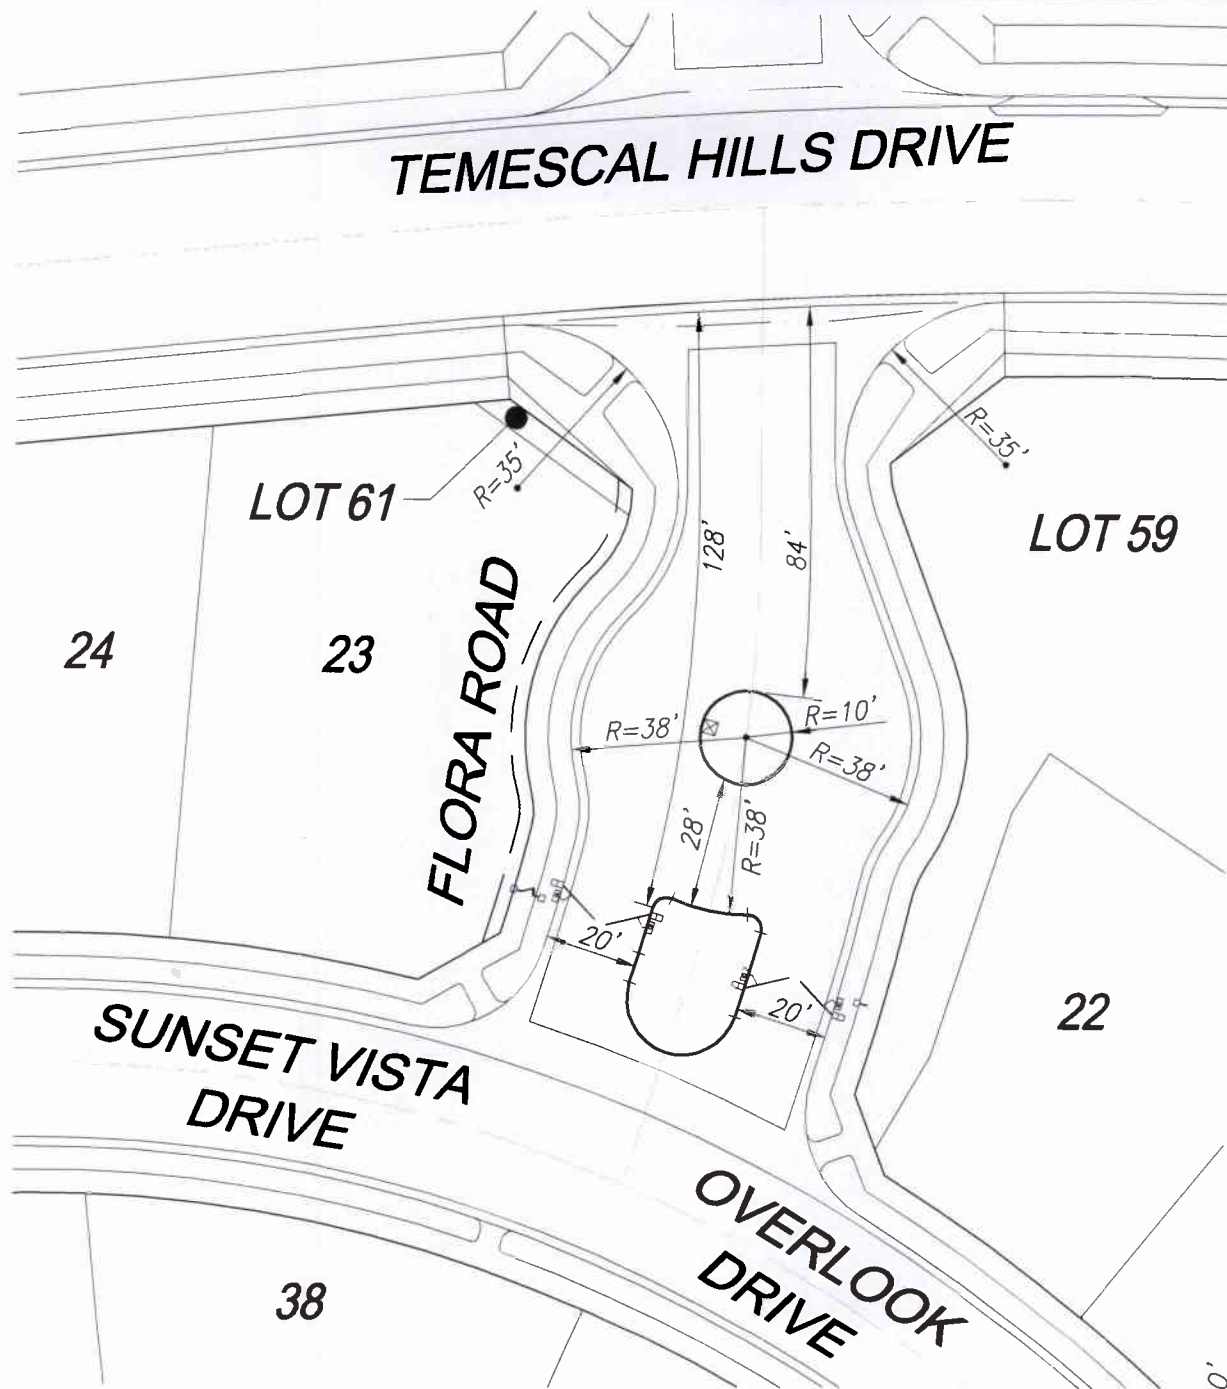 TEMESCAL HILLS DRIVE
R=35'
R=35'
LOT 61
LOT 59
128'
84'
FLORA ROAD
24
23
R=38'
R=10'
R=38'
28'
R=38'
20'
20'
22
SUNSET VISTA
DRIVE
OVERLOOK
DRIVE
38